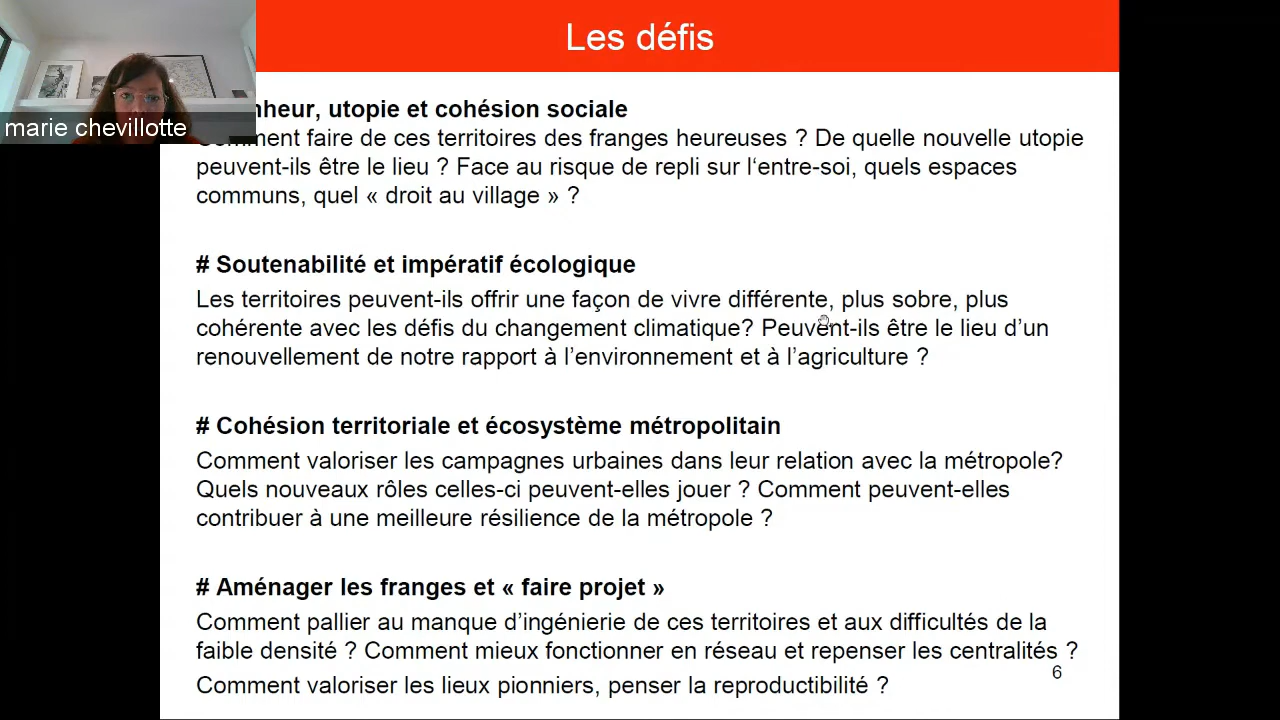 Les défis
nheur, utopie et cohésion sociale
mment faire de ces territoires des franges heureuses ? De quelle nouvelle utopie
marie chevillotte
peuvent-ils être le lieu ? Face au risque de repli sur l‘entre-soi, quels espaces
communs, quel « droit au village » ?
# Soutenabilité et impératif écologique
Les territoires peuvent-ils offrir une façon de vivre différente, plus sobre, plus
cohérente avec les défis du changement climatique? Peuvent-ils être le lieu d’un
renouvellement de notre rapport à l’environnement et à l’agriculture ?
# Cohésion territoriale et écosystème métropolitain
Comment valoriser les campagnes urbaines dans leur relation avec la métropole?
Quels nouveaux rôles celles-ci peuvent-elles jouer ? Comment peuvent-elles
contribuer à une meilleure résilience de la métropole ?
# Aménager les franges et « faire projet »
Comment pallier au manque d’ingénierie de ces territoires et aux difficultés de la
faible densité ? Comment mieux fonctionner en réseau et repenser les centralités ?
Comment valoriser les lieux pionniers, penser la reproductibilité ?
6